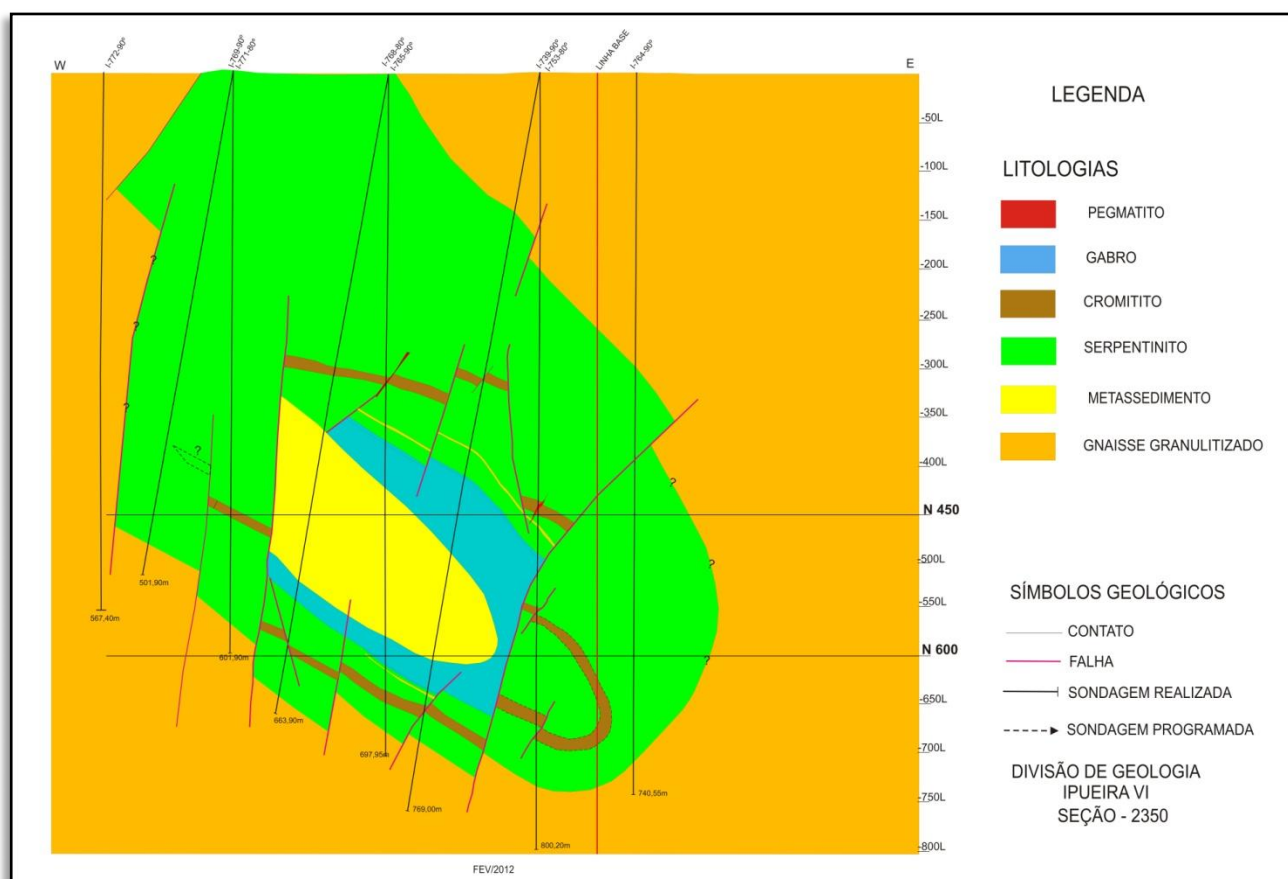 I-772-90º
I-769-90º
I-771-80º
I-768-80º
I-765-90º
I-739-90º
I-753-80º
LINHA BASE
I-764-90º
W
E
-50L
-100L
-150L
-200L
-250L
-300L
-350L
-400L
N 450
-500L
-550L
N 600
-650L
-700L
-750L
-800L
?
?
?
?
?
?
?
501,90m
567,40m
601,90m
663,90m
697,95m
769,00m
740,55m
800,20m
FEV/2012
LEGENDA
LITOLOGIAS
PEGMATITO
GABRO
CROMITITO
SERPENTINITO
METASSEDIMENTO
GNAISSE GRANULITIZADO
SÍMBOLOS GEOLÓGICOS
CONTATO
FALHA
SONDAGEM REALIZADA
SONDAGEM PROGRAMADA
DIVISÃO DE GEOLOGIA
IPUEIRA VI
SEÇÃO - 2350